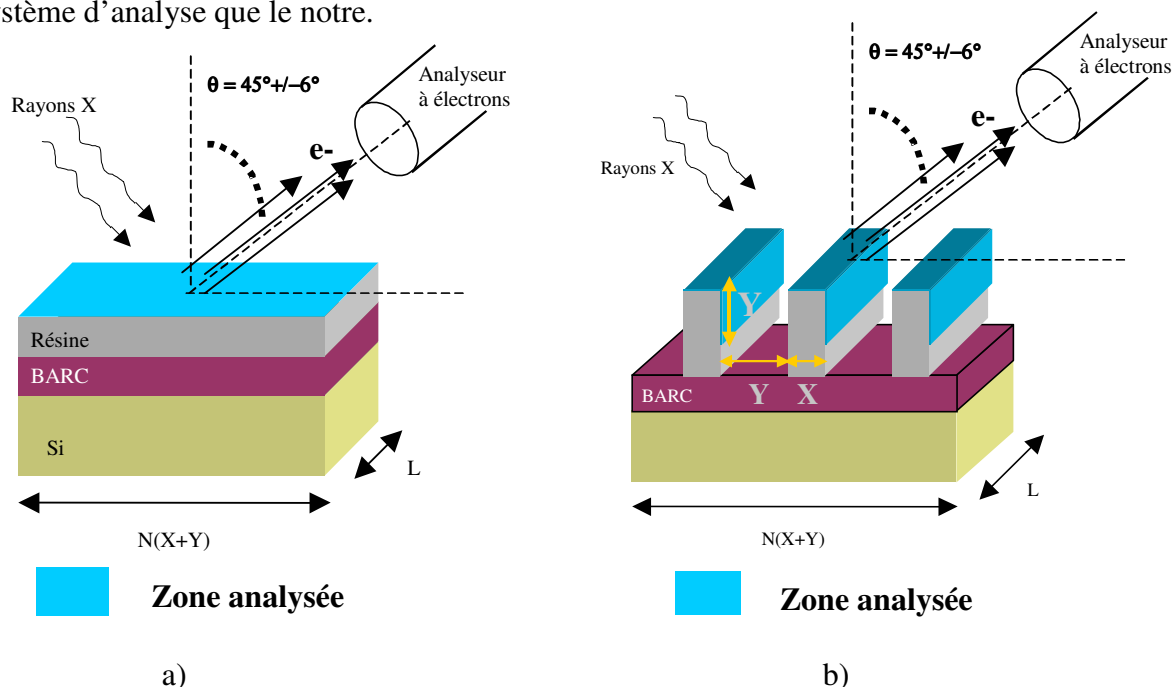 ystème d’analyse que le notre.
θ = 45°+/–6°
Analyseur
à électrons
Rayons X
e-
Résine
BARC
Si
L
N(X+Y)
Zone analysée
a)
θ = 45°+/–6°
Analyseur
à électrons
Rayons X
e-
Y
Y X
BARC
L
N(X+Y)
Zone analysée
b)